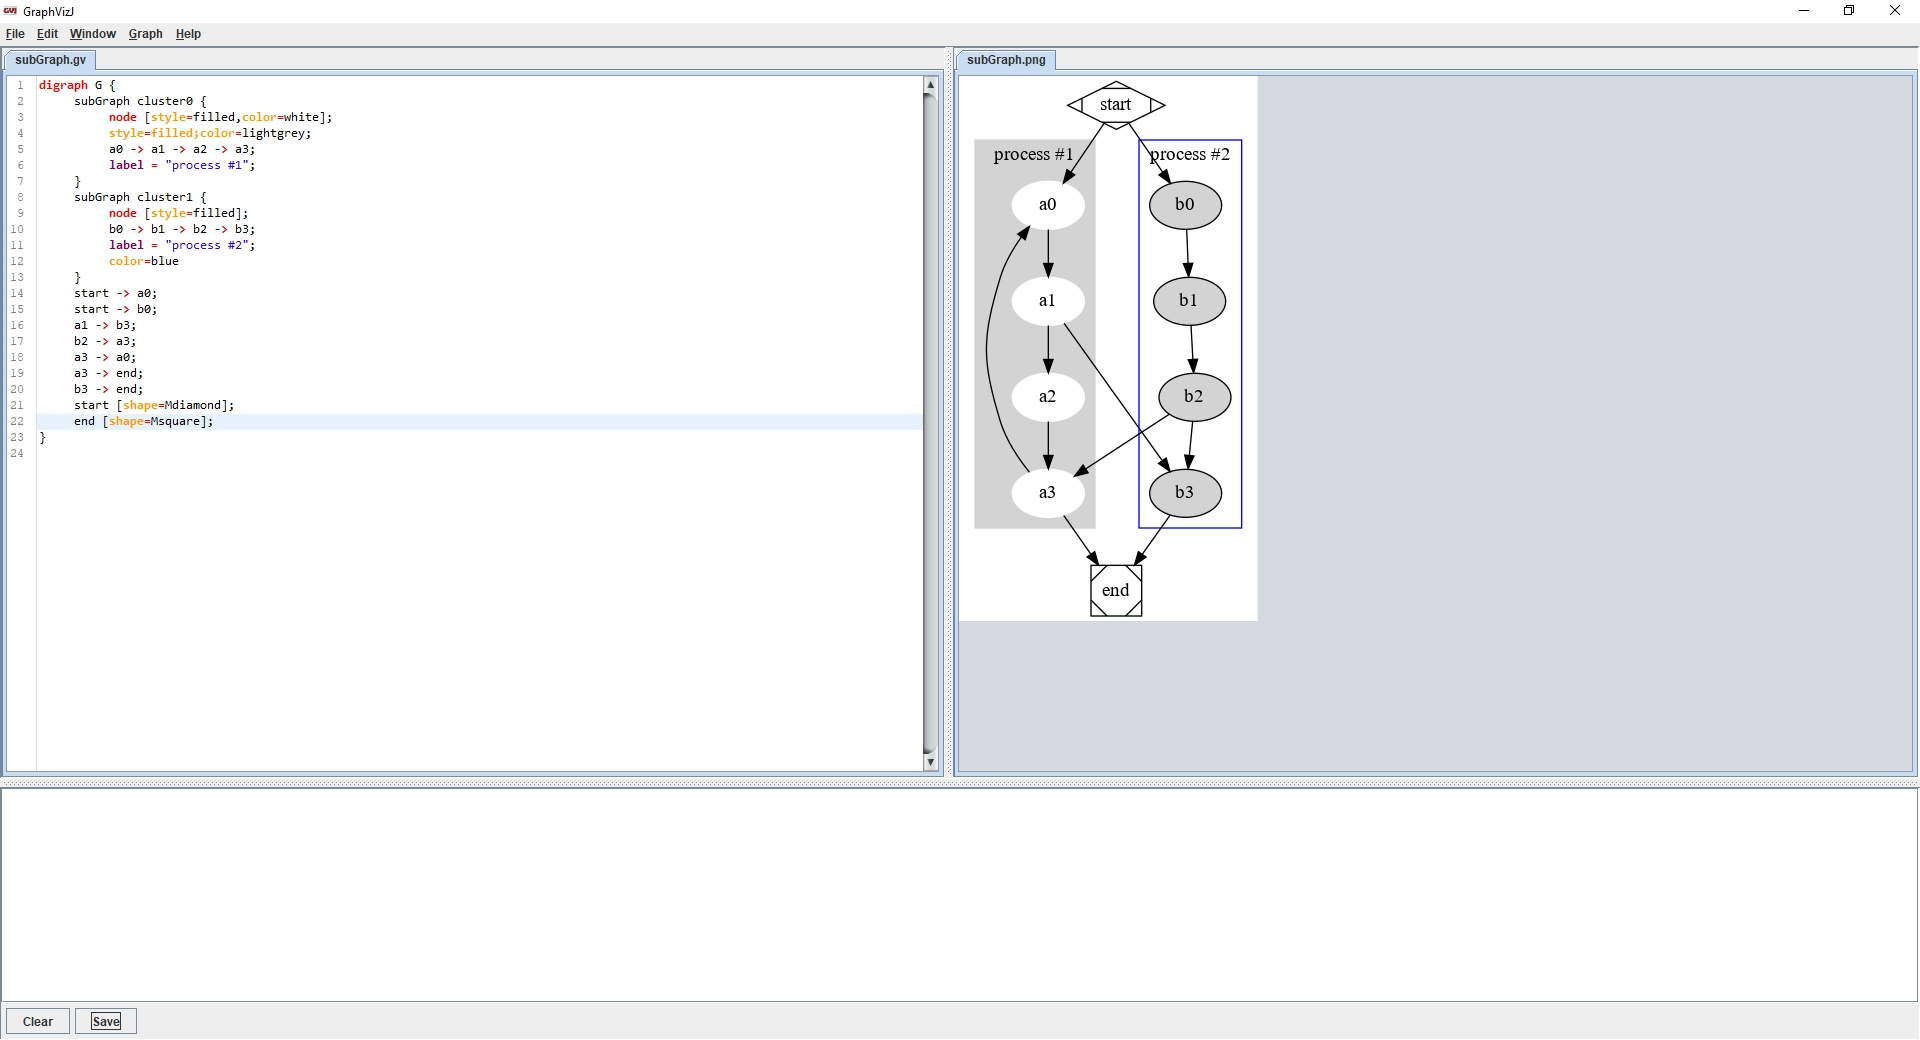 GVJ GraphVizJ
File Edit Window Graph Help
subGraph.gv
1 digraph G {
2 subGraph cluster0 {
3 node [style=filled,color=white];
4 style=filled;color=lightgrey;
5 a0 -> a1 -> a2 -> a3;
6 label = "process #1";
7 }
8 subGraph cluster1 {
9 node [style=filled];
10 b0 -> b1 -> b2 -> b3;
11 label = "process #2";
12 color=blue
13 }
14 start -> a0;
15 start -> b0;
16 a1 -> b3;
17 b2 -> a3;
18 a3 -> a0;
19 a3 -> end;
20 b3 -> end;
21 start [shape=Mdiamond];
22 end [shape=Msquare];
23 }
24
subGraph.png
start
process #1 process #2
a0 b0
a1 b1
a2 b2
a3 b3
end
Clear Save